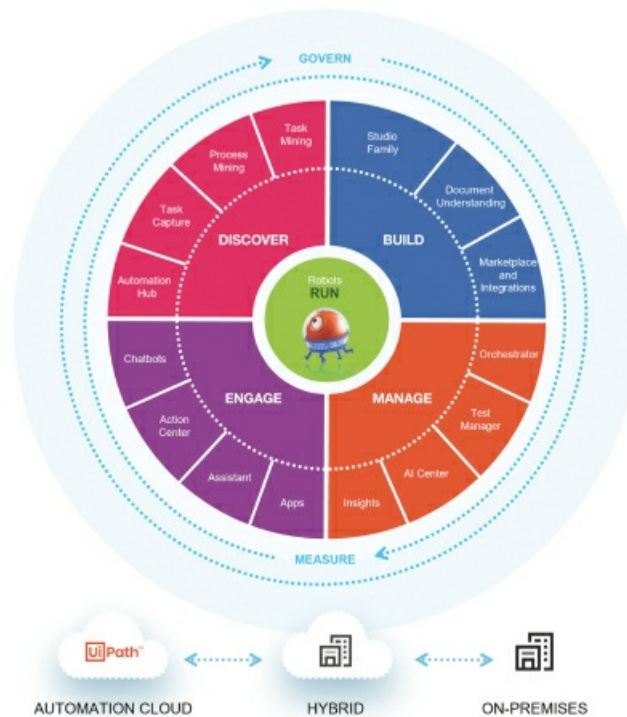 GOVERN
Task
Mining
Process
Mining
Task
Capture
Automation
Hub
DISCOVER
Studio
Family
Document
Understanding
Marketplace
and
Integrations
BUILD
Robots
RUN
Chatbots
Action
Center
Assistant
Apps
ENGAGE
Orchestrator
Test
Manager
AI Center
Insights
MANAGE
MEASURE
UiPath™
AUTOMATION CLOUD
HYBRID
ON-PREMISES